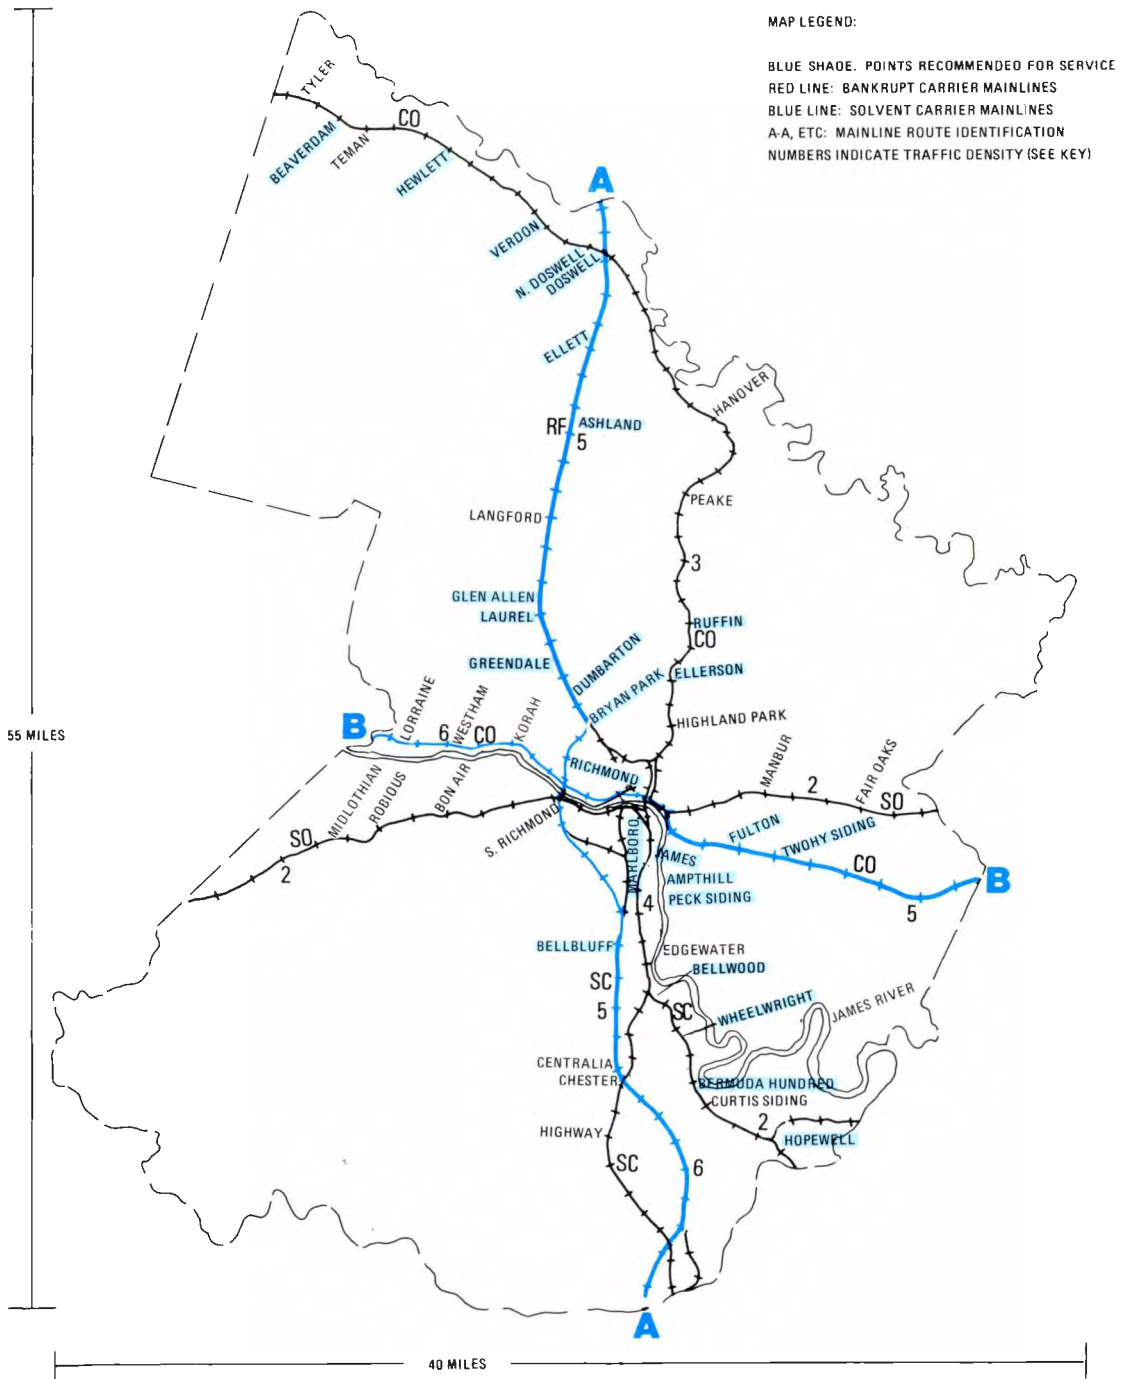 MAP LEGEND:
BLUE SHADE. POINTS RECOMMENDED FOR SERVICE
RED LINE: BANKRUPT CARRIER MAINLINES
BLUE LINE: SOLVENT CARRIER MAINLINES
A-A, ETC: MAINLINE ROUTE IDENTIFICATION
NUMBERS INDICATE TRAFFIC DENSITY (SEE KEY)
TYLER
CO
BEAVERDAM
TEMAN
HEWLETT
A
VERDON
N. DOSWELL
DOSWELL
ELLETT
HANOVER
RF
ASHLAND
5
PEAKE
LANGFORD
3
GLEN ALLEN
LAUREL
RUFFIN
CO
GREENDALE
DUMBARTON
BRYAN PARK
ELLERSON
HIGHLAND PARK
B
LORRAINE
6
WESTHAM
CO
KORAH
55 MILES
RICHMOND
MANBUR
2
FAIR OAKS
SO
MIDLOTHIAN
ROBIOUS
BON AIR
S. RICHMOND
SO
2
MARLBORO
FULTON
TWOHY SIDING
CO
B
5
JAMES
AMPTHILL
PECK SIDING
4
BELLBLUFF
EDGEWATER
BELLWOOD
SC
5
SC
WHEELWRIGHT
JAMES RIVER
CENTRALIA
CHESTER
BERMUDA HUNDRED
CURTIS SIDING
2
HIGHWAY
HOPEWELL
SC
6
A
40 MILES